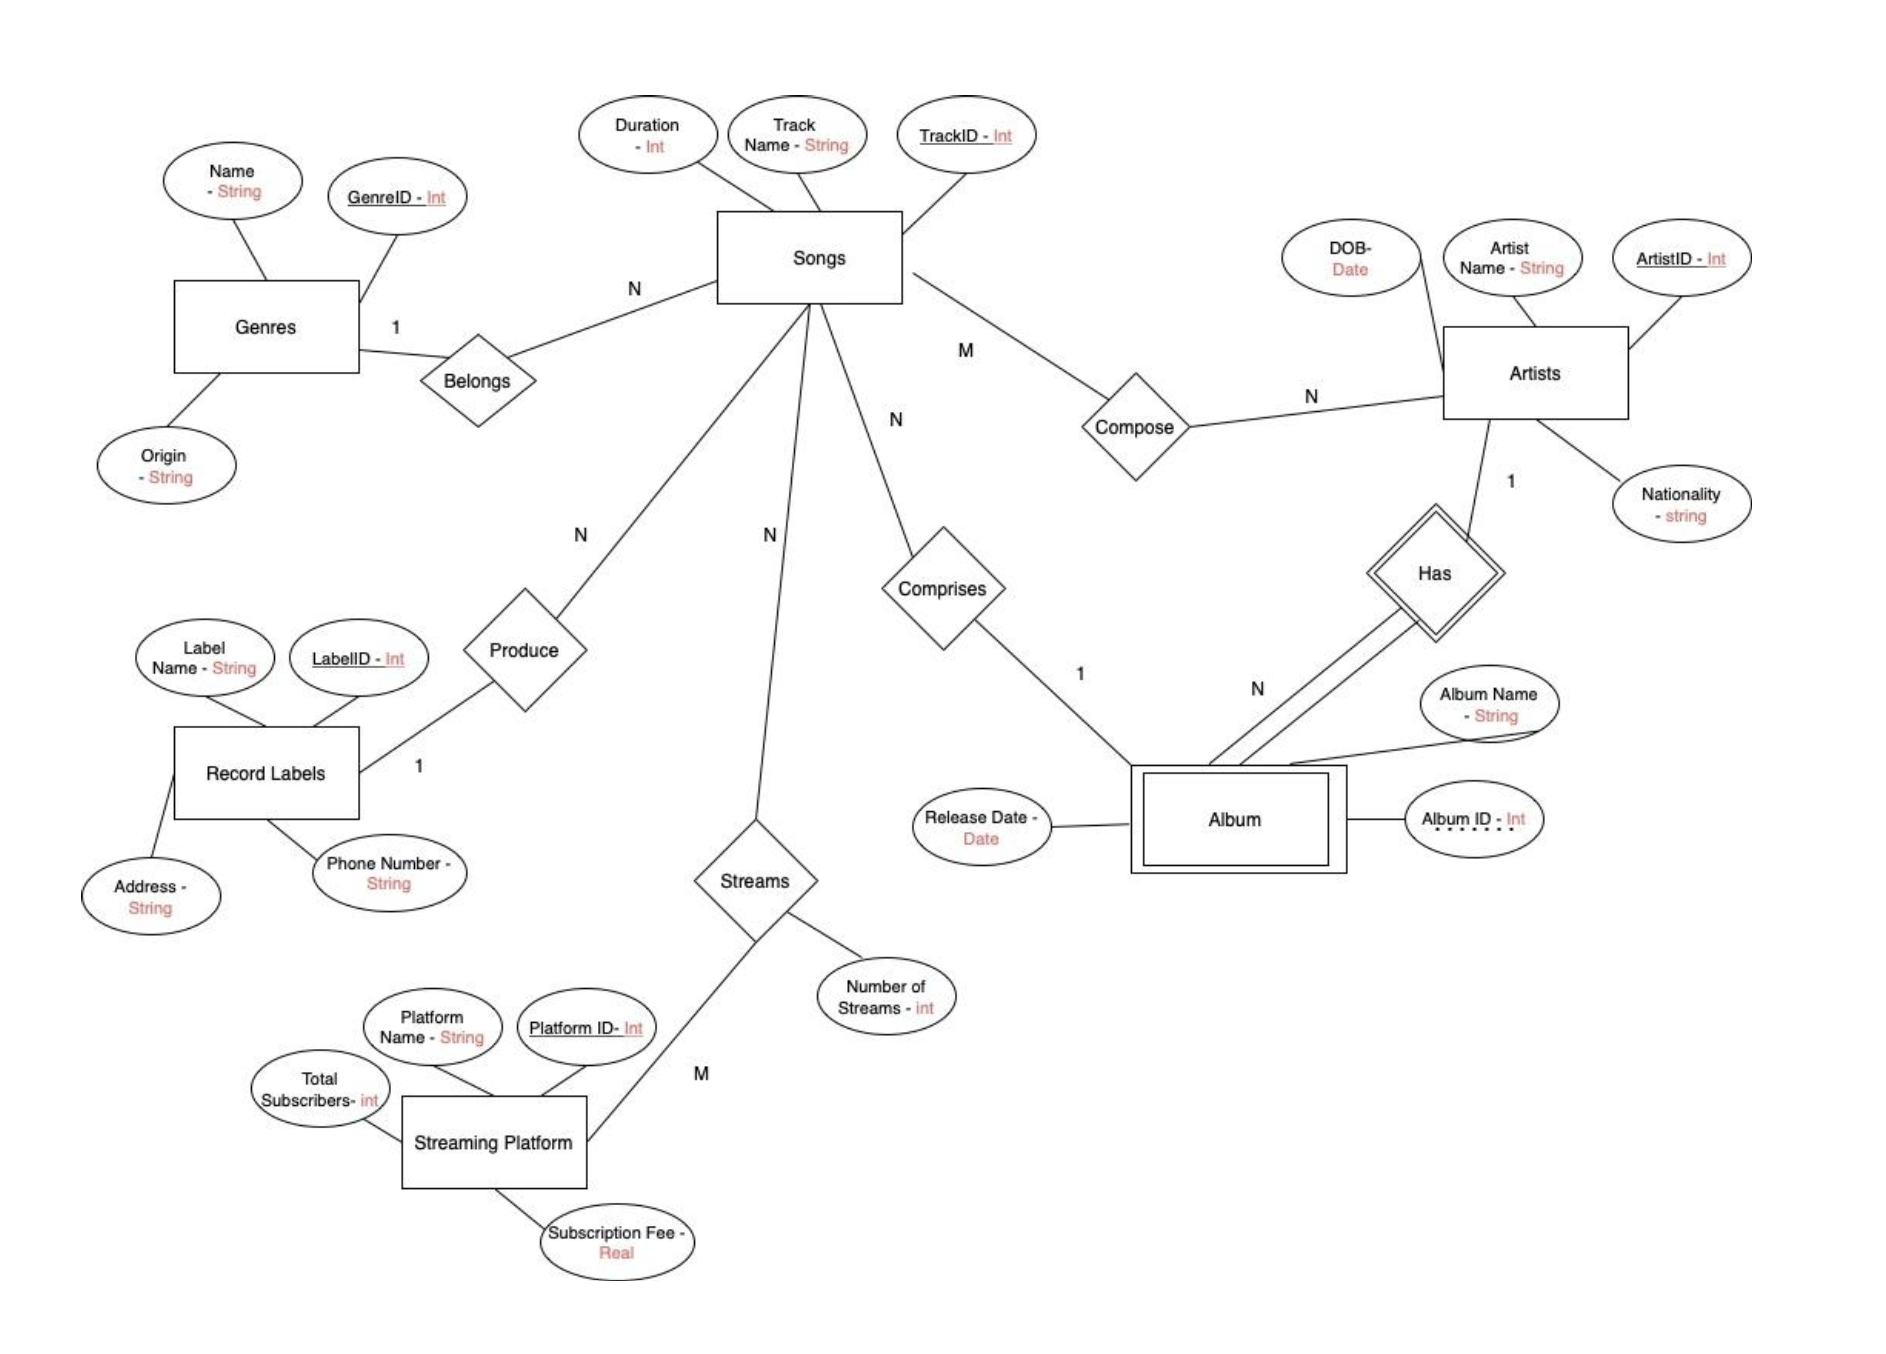 Duration
- Int
Track
Name - String
TrackID - Int
Name
- String
GenreID - Int
Songs
DOB-
Date
Artist
Name - String
ArtistID - Int
Genres
N
1
Belongs
M
Artists
N
Compose
N
Origin
- String
1
Nationality
- string
N
N
Has
Comprises
Produce
Label
Name - String
LabelID - Int
1
N
Album Name
- String
Record Labels
1
Release Date -
Date
Album
Album ID - Int
Phone Number -
String
Address -
String
Streams
Number of
Streams - int
Platform
Name - String
Platform ID- Int
Total
Subscribers- int
M
Streaming Platform
Subscription Fee -
Real